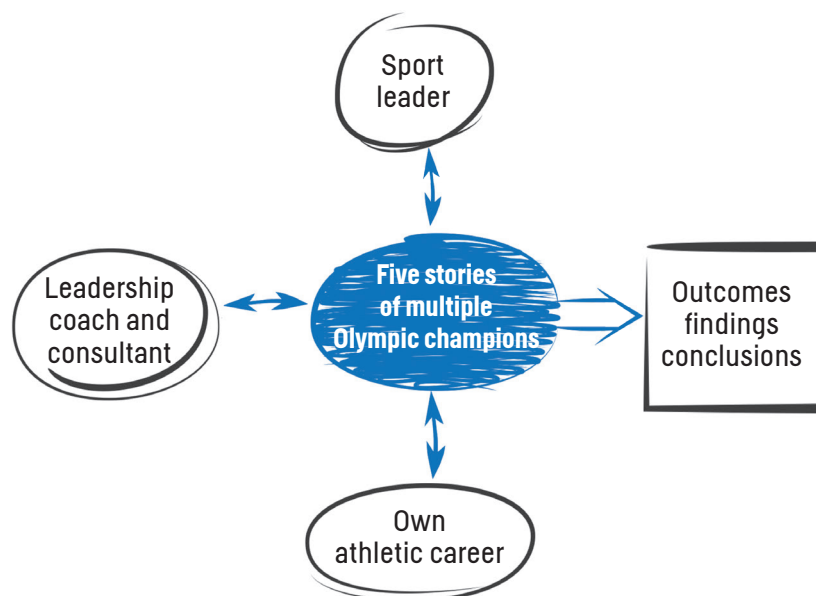 Sport
leader
Leadership
coach and
consultant
Five stories
of multiple
Olympic champions
Outcomes
findings
conclusions
Own
athletic career